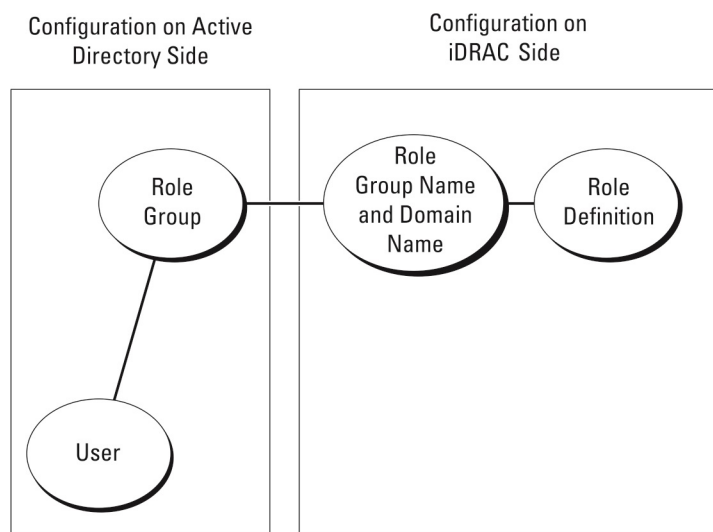 Configuration on Active
Directory Side
Configuration on
iDRAC Side
Role
Group
Role
Group Name
and Domain
Name
Role
Definition
User